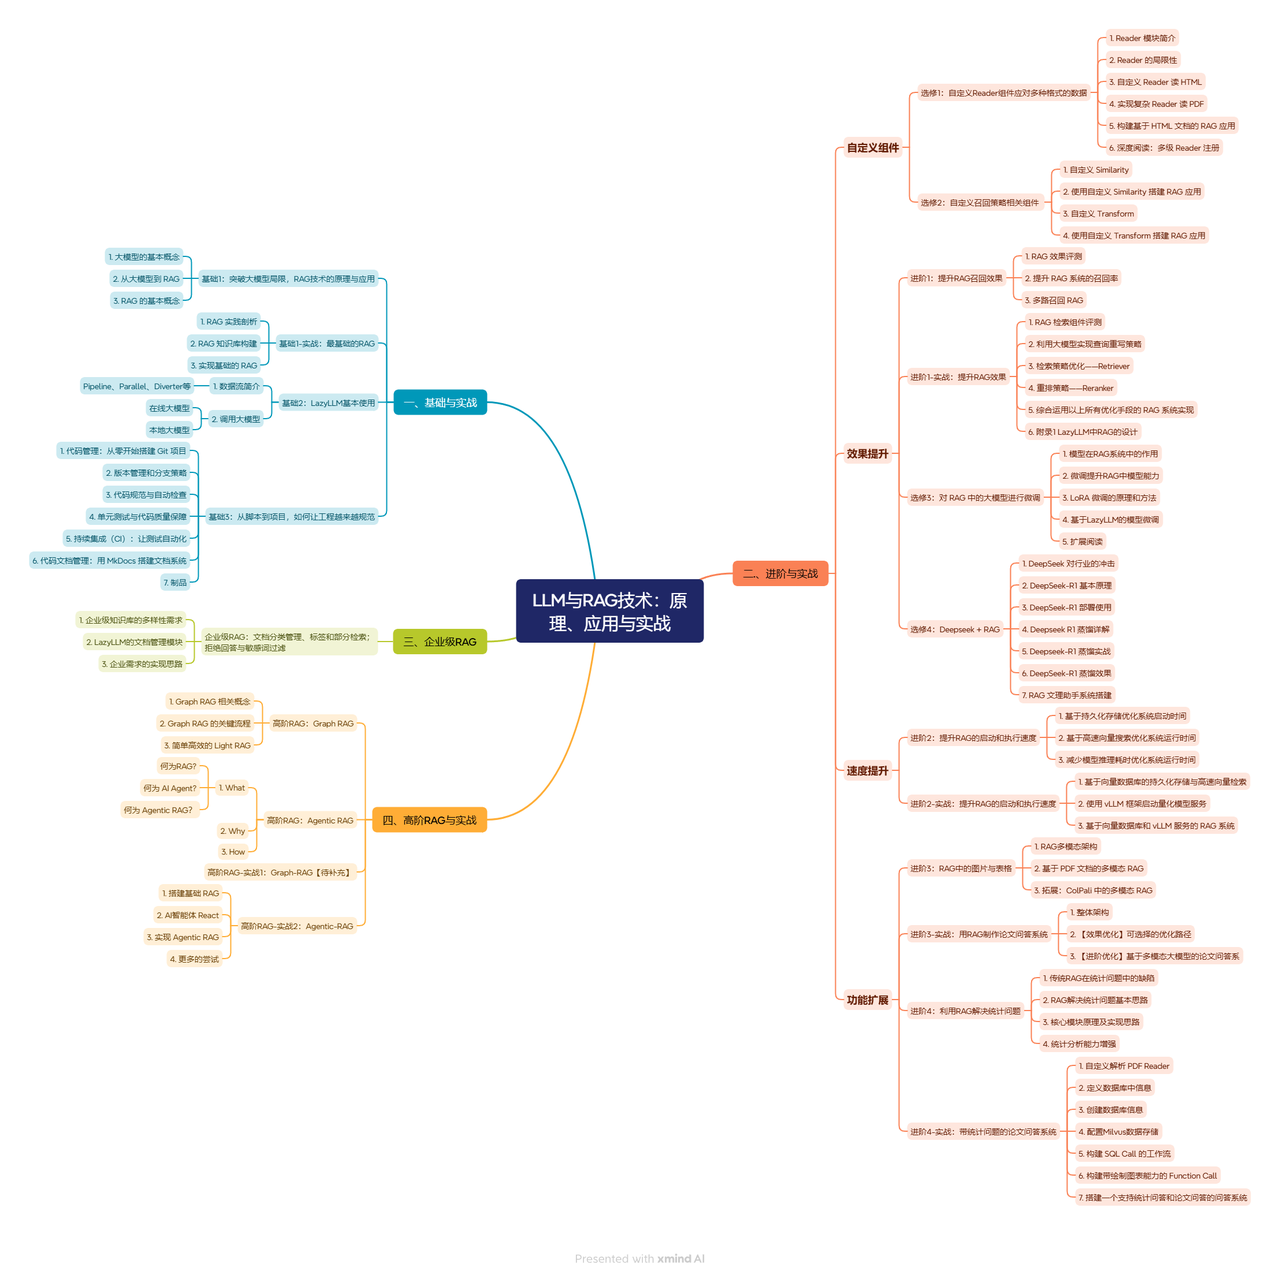 LLM与RAG技术：原
理、应用与实战
一、基础与实战
基础1：突破大模型局限，RAG技术的原理与应用
1. 大模型的基本概念
2. 从大模型到 RAG
3. RAG 的基本概念
基础1-实战：最基础的RAG
1. RAG 实践剖析
2. RAG 知识库构建
3. 实现基础的 RAG
基础2：LazyLLM基本使用
1. 数据流简介
Pipeline、Parallel、Diverter等
2. 调用大模型
在线大模型
本地大模型
基础3：从脚本到项目，如何让工程越来越规范
1. 代码管理：从零开始搭建 Git 项目
2. 版本管理和分支策略
3. 代码规范与自动检查
4. 单元测试与代码质量保障
5. 持续集成（CI）：让测试自动化
6. 代码文档管理：用 MkDocs 搭建文档系统
7. 制品
二、进阶与实战
自定义组件
选修1：自定义Reader组件应对多种格式的数据
1. Reader 模块简介
2. Reader 的局限性
3. 自定义 Reader 读 HTML
4. 实现复杂 Reader 读 PDF
5. 构建基于 HTML 文档的 RAG 应用
6. 深度阅读：多级 Reader 注册
选修2：自定义召回策略相关组件
1. 自定义 Similarity
2. 使用自定义 Similarity 搭建 RAG 应用
3. 自定义 Transform
4. 使用自定义 Transform 搭建 RAG 应用
效果提升
进阶1：提升RAG召回效果
1. RAG 效果评测
2. 提升 RAG 系统的召回率
3. 多路召回 RAG
进阶1-实战：提升RAG效果
1. RAG 检索组件评测
2. 利用大模型实现查询重写策略
3. 检索策略优化——Retriever
4. 重排策略——Reranker
5. 综合运用以上所有优化手段的 RAG 系统实现
6. 附录1 LazyLLM中RAG的设计
选修3：对 RAG 中的大模型进行微调
1. 模型在RAG系统中的作用
2. 微调提升RAG中模型能力
3. LoRA 微调的原理和方法
4. 基于LazyLLM的模型微调
5. 扩展阅读
选修4：Deepseek + RAG
1. DeepSeek 对行业的冲击
2. DeepSeek-R1 基本原理
3. DeepSeek-R1 部署使用
4. Deepseek R1 蒸馏详解
5. Deepseek-R1 蒸馏实战
6. DeepSeek-R1 蒸馏效果
7. RAG 文理助手系统搭建
速度提升
进阶2：提升RAG的启动和执行速度
1. 基于持久化存储优化系统启动时间
2. 基于高速向量搜索优化系统运行时间
3. 减少模型推理耗时优化系统运行时间
进阶2-实战：提升RAG的启动和执行速度
1. 基于向量数据库的持久化存储与高速向量检索
2. 使用 vLLM 框架启动量化模型服务
3. 基于向量数据库和 vLLM 服务的 RAG 系统
功能扩展
进阶3：RAG中的图片与表格
1. RAG多模态架构
2. 基于 PDF 文档的多模态 RAG
3. 拓展：ColPali 中的多模态 RAG
进阶3-实战：用RAG制作论文问答系统
1. 整体架构
2. 【效果优化】可选择的优化路径
3. 【进阶优化】基于多模态大模型的论文问答系
进阶4：利用RAG解决统计问题
1. 传统RAG在统计问题中的缺陷
2. RAG解决统计问题基本思路
3. 核心模块原理及实现思路
4. 统计分析能力增强
进阶4-实战：带统计问题的论文问答系统
1. 自定义解析 PDF Reader
2. 定义数据库中信息
3. 创建数据库信息
4. 配置Milvus数据存储
5. 构建 SQL Call 的工作流
6. 构建带绘制图表能力的 Function Call
7. 搭建一个支持统计问答和论文问答的问答系统
三、企业级RAG
企业级RAG：文档分类管理、标签和部分检索；
拒绝回答与敏感词过滤
1. 企业级知识库的多样性需求
2. LazyLLM的文档管理模块
3. 企业需求的实现思路
四、高阶RAG与实战
高阶RAG：Graph RAG
1. Graph RAG 相关概念
2. Graph RAG 的关键流程
3. 简单高效的 Light RAG
高阶RAG：Agentic RAG
1. What
何为RAG?
何为 AI Agent?
何为 Agentic RAG?
2. Why
3. How
高阶RAG-实战1：Graph-RAG【待补充】
高阶RAG-实战2：Agentic-RAG
1. 搭建基础 RAG
2. AI智能体 React
3. 实现 Agentic RAG
4. 更多的尝试
Presented with xmind AI